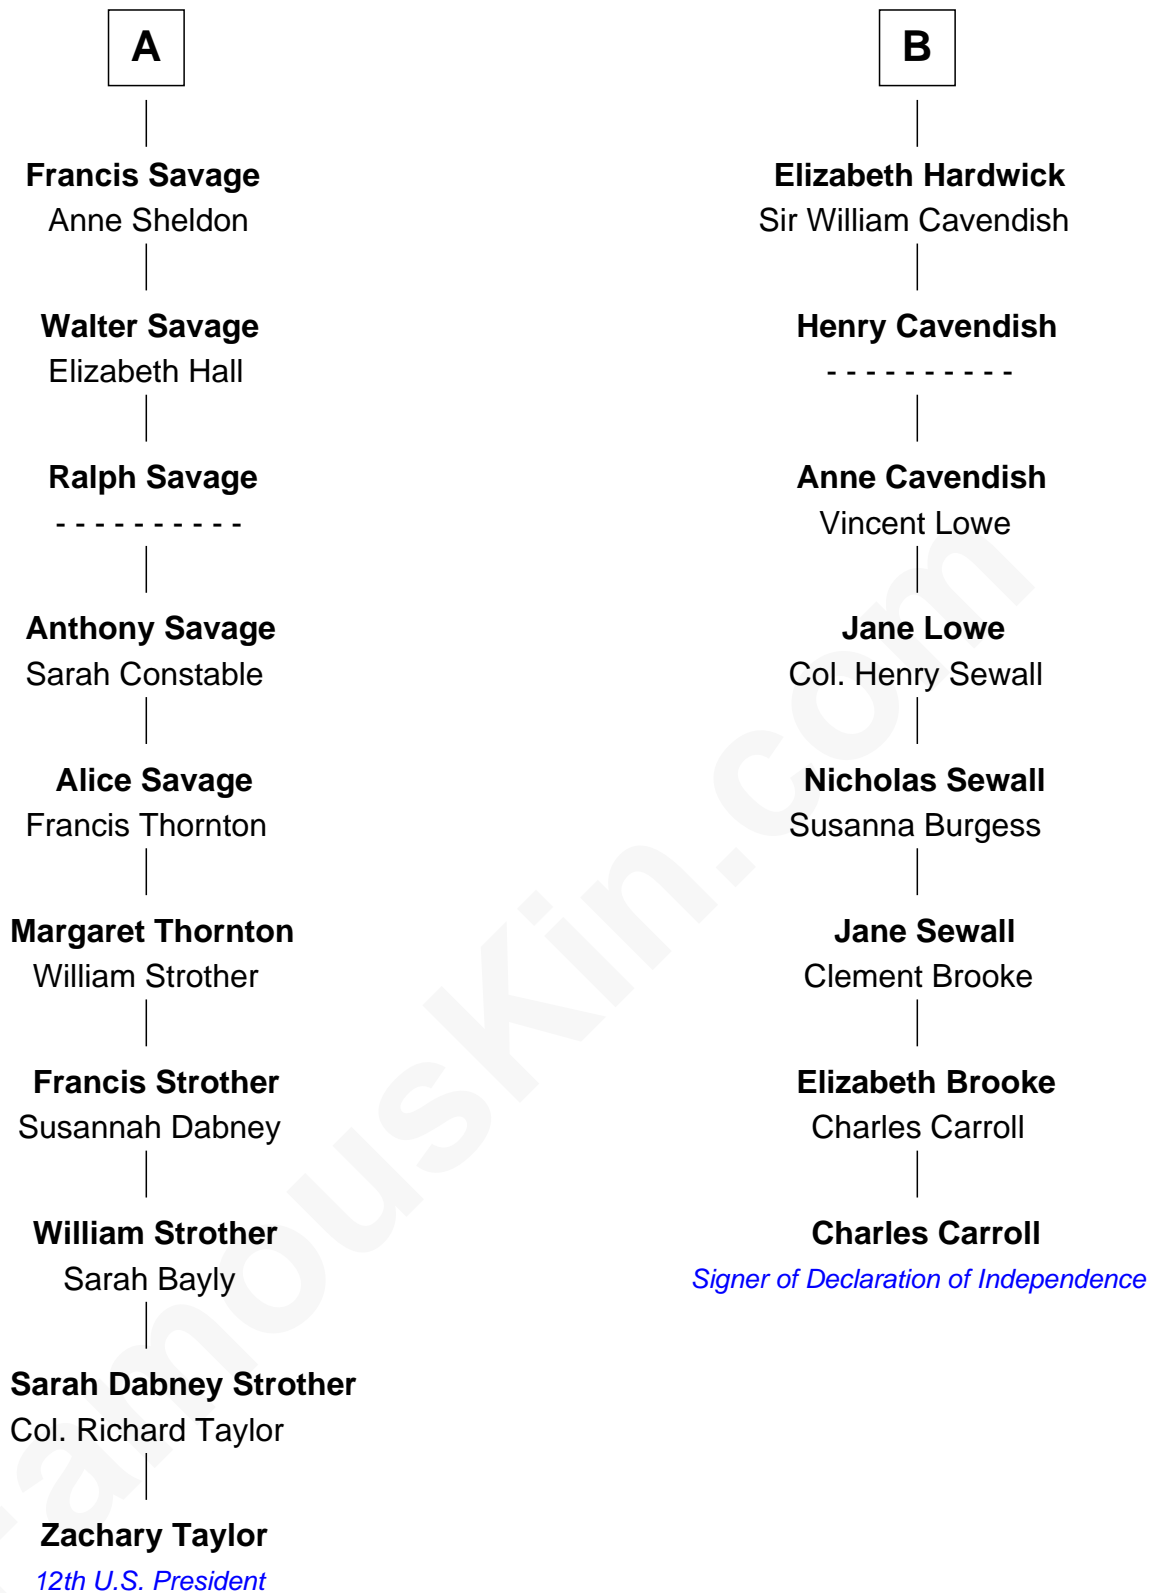 A
Francis Savage
Anne Sheldon
Walter Savage
Elizabeth Hall
Ralph Savage
- - - - - - - - - -
Anthony Savage
Sarah Constable
Alice Savage
Francis Thornton
Margaret Thornton
William Strother
Francis Strother
Susannah Dabney
William Strother
Sarah Bayly
Sarah Dabney Strother
Col. Richard Taylor
Zachary Taylor
12th U.S. President
B
Elizabeth Hardwick
Sir William Cavendish
Henry Cavendish
- - - - - - - - - -
Anne Cavendish
Vincent Lowe
Jane Lowe
Col. Henry Sewall
Nicholas Sewall
Susanna Burgess
Jane Sewall
Clement Brooke
Elizabeth Brooke
Charles Carroll
Charles Carroll
Signer of Declaration of Independence
FamousKin.com